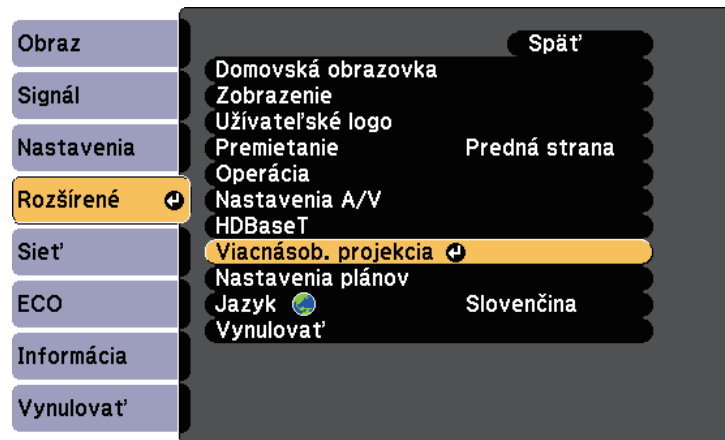 Obraz
Signál
Nastavenia
Rozšírené
Sieť
ECO
Informácia
Vynulovať
Späť
Domovská obrazovka
Zobrazenie
Užívateľské logo
Premietanie Predná strana
Operácia
Nastavenia A/V
HDBaseT
Viacnásob. projekcia
Nastavenia plánov
Jazyk Slovenčina
Vynulovať